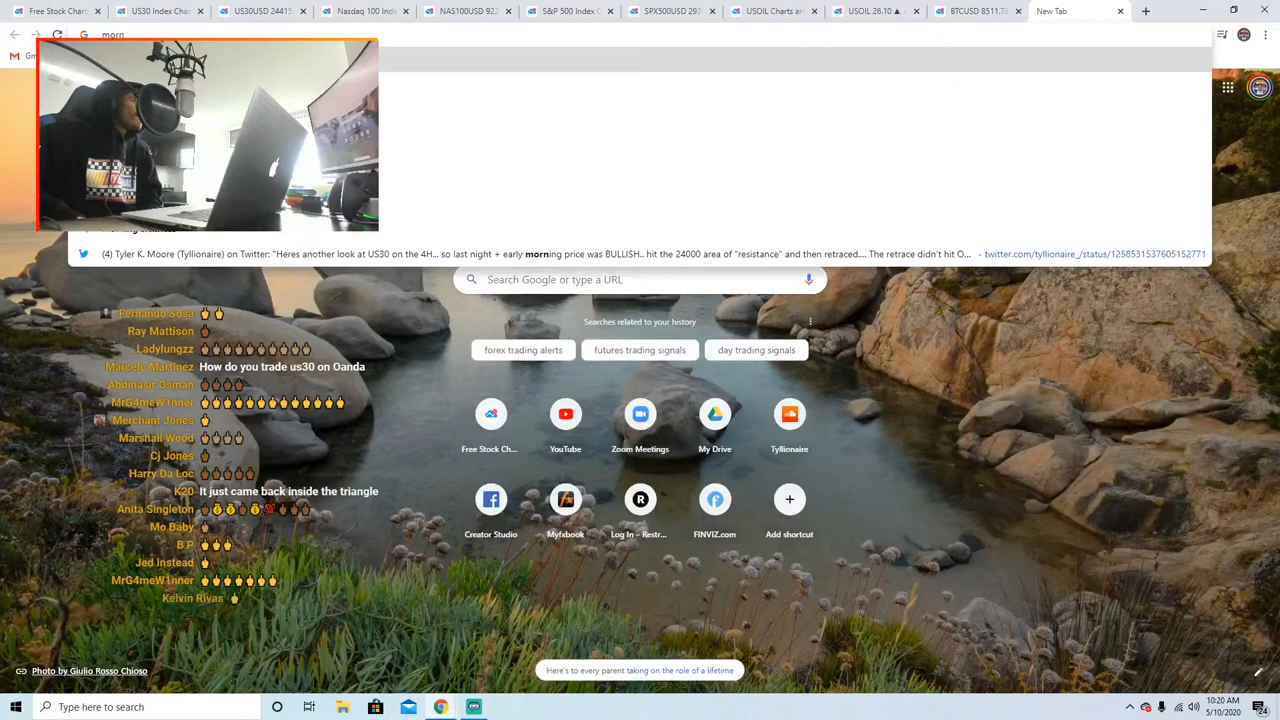 US30 Index Char
US30USD 24415
Nasdaq 100 Ind
NAS100USD 92
S&P 500 Index C
SPX500USD 293
USOIL Charts an
USOIL 26.10 ▲
BTCUSD 8511.78
New Tab
morn
Gm
(4) Tyler K. Moore (Tyllionaire) on Twitter: "Heres another look at US30 on the 4H... so last night + early morning price was BULLISH.. hit the 24000 area of "resistance" and then retraced.... The retrace didn't hit O... - twitter.com/tyllionaire_/status/1258531537605152771
Search Google or type a URL
Searches related to your history
forex trading alerts
futures trading signals
day trading signals
Free Stock Ch...
YouTube
Zoom Meetings
My Drive
Tyllionaire
Creator Studio
Myfxbook
Log In – Restr...
FINVIZ.com
Add shortcut
Fernando Sosa
Ray Mattison
Ladylungzz
Marcelo Martinez How do you trade us30 on Oanda
Abdinasir Osman
MrG4meW1nner
Merchant Jones
Marshall Wood
Cj Jones
Harry Da Loc
K20 It just came back inside the triangle
Anita Singleton
Mo Baby
B P
Jed Instead
MrG4meW1nner
Kelvin Rivas
Photo by Giulio Rosso Chioso
Here's to every parent taking on the role of a lifetime
Type here to search
10:20 AM
5/10/2020
24